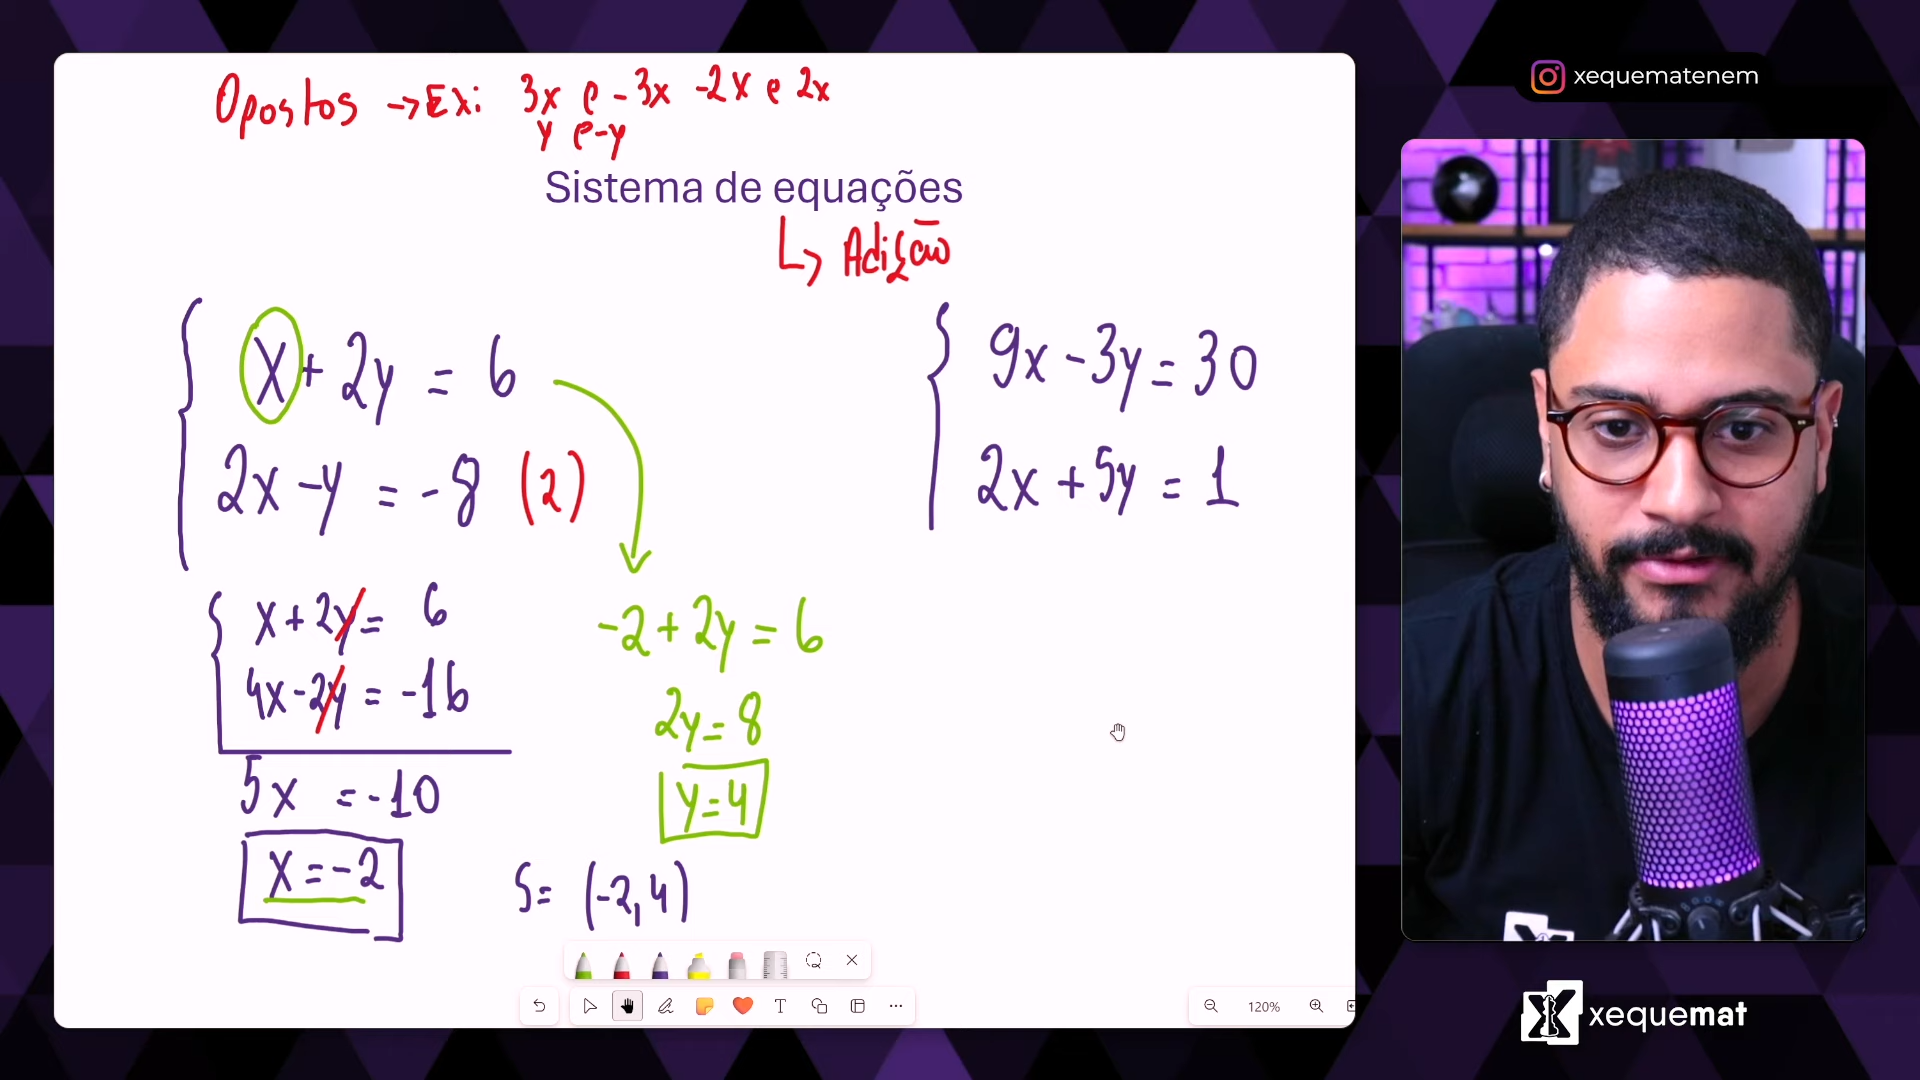 Opostos → Ex: 3x e -3x -2x e 2x
y e -y
Sistema de equações
↳ Adição
x + 2y = 6
2x - y = -8 (2)
x + 2y = 6
4x - 2y = -16
5x = -10
x = -2
-2 + 2y = 6
2y = 8
y = 4
S = (-2, 4)
9x - 3y = 30
2x + 5y = 1
120%
xequematenem
xequemat